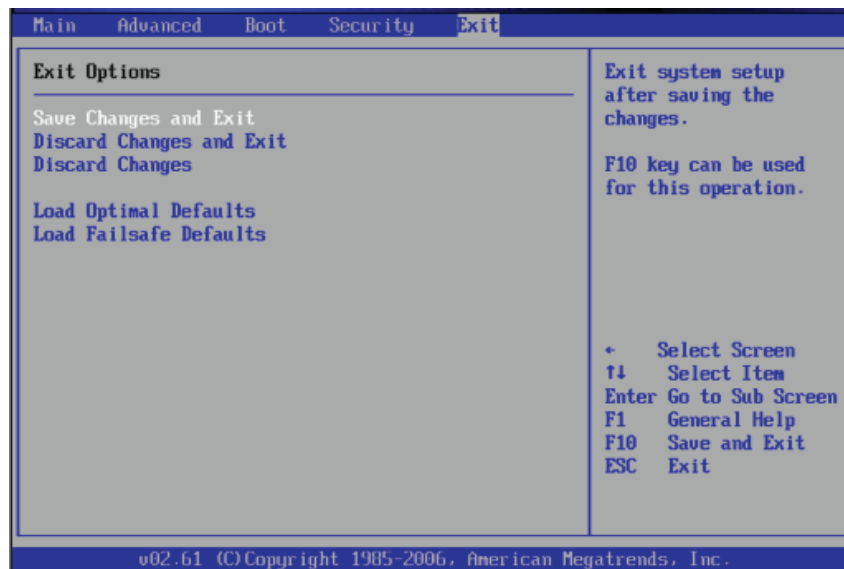 Main Advanced Boot Security Exit
Exit Options
Save Changes and Exit
Discard Changes and Exit
Discard Changes
Load Optimal Defaults
Load Failsafe Defaults
Exit system setup
after saving the
changes.
F10 key can be used
for this operation.
← Select Screen
↑↓ Select Item
Enter Go to Sub Screen
F1 General Help
F10 Save and Exit
ESC Exit
v02.61 (C)Copyright 1985-2006, American Megatrends, Inc.